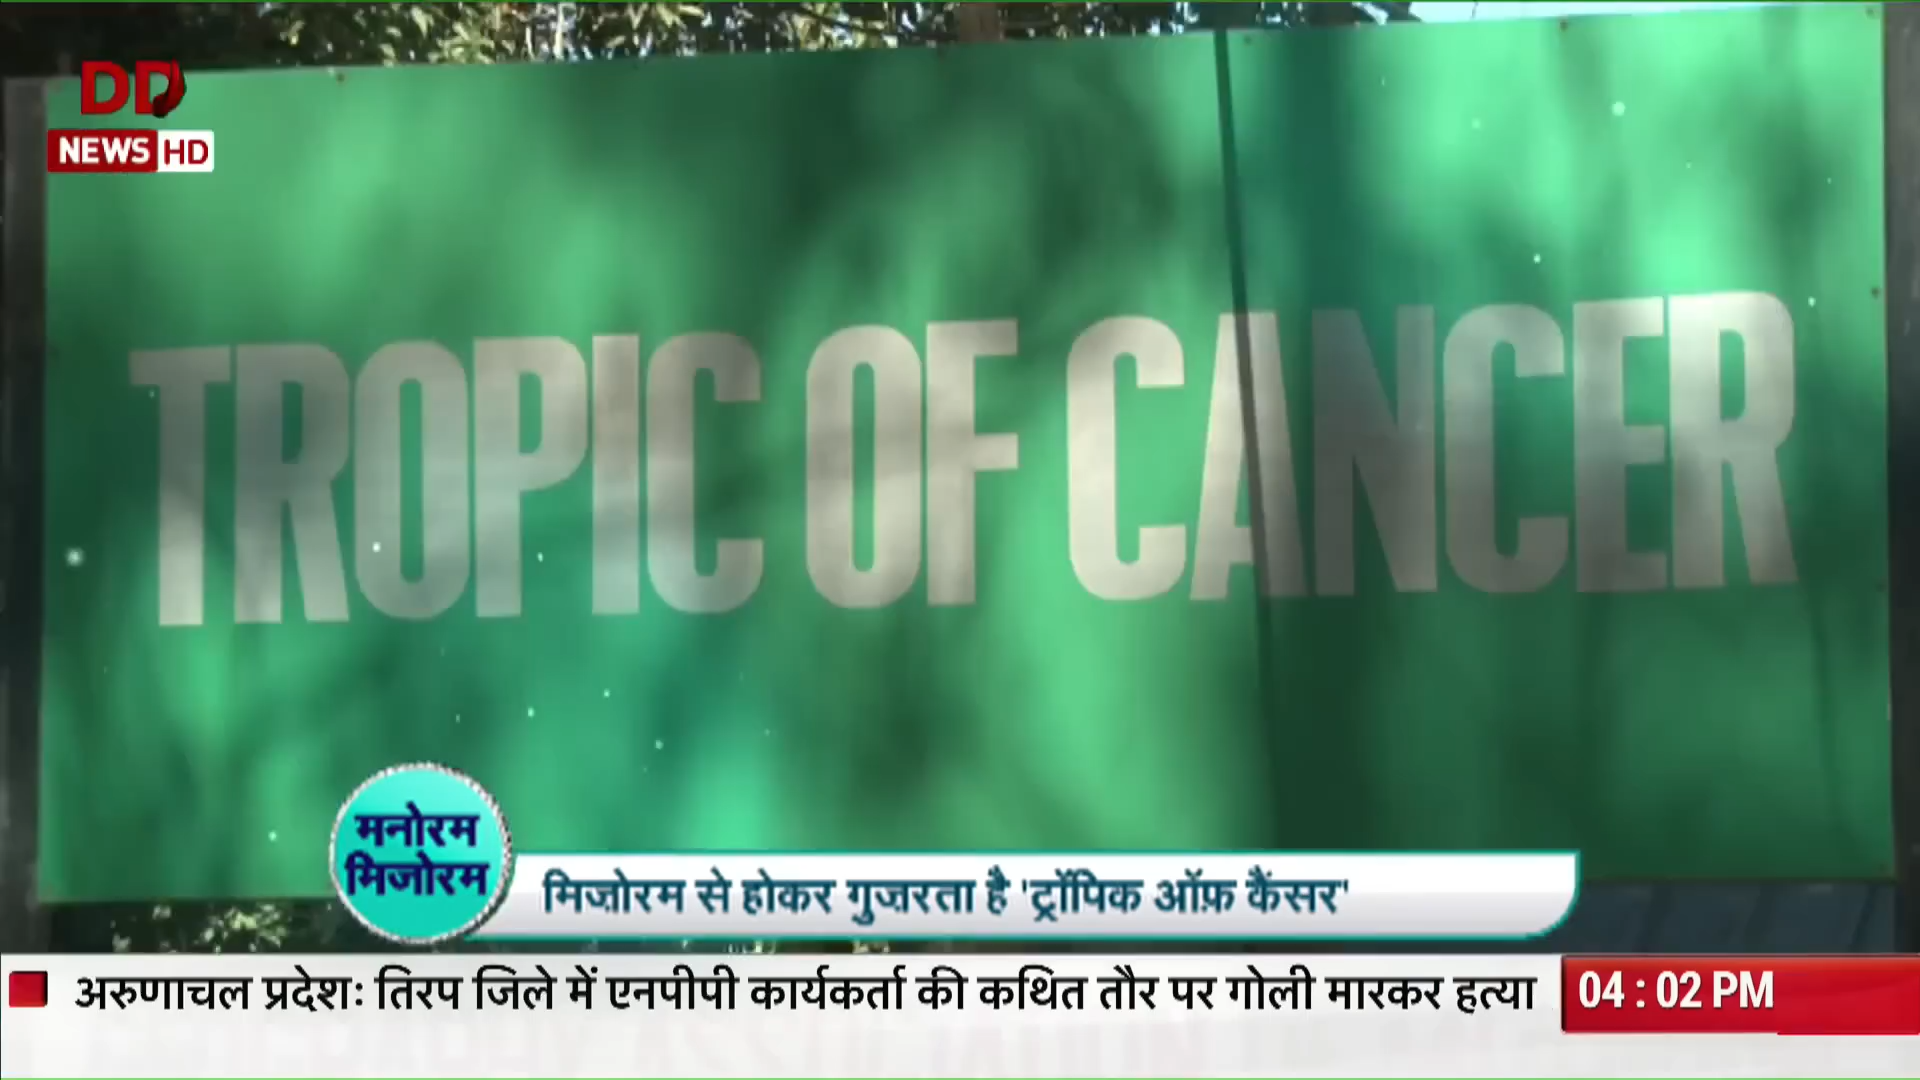 DD
NEWS HD
TROPIC OF CANCER
मनोरम
मिजोरम
मिज़ोरम से होकर गुज़रता है 'ट्रॉपिक ऑफ़ कैंसर'
अरुणाचल प्रदेशः तिरप जिले में एनपीपी कार्यकर्ता की कथित तौर पर गोली मारकर हत्या
04 : 02 PM